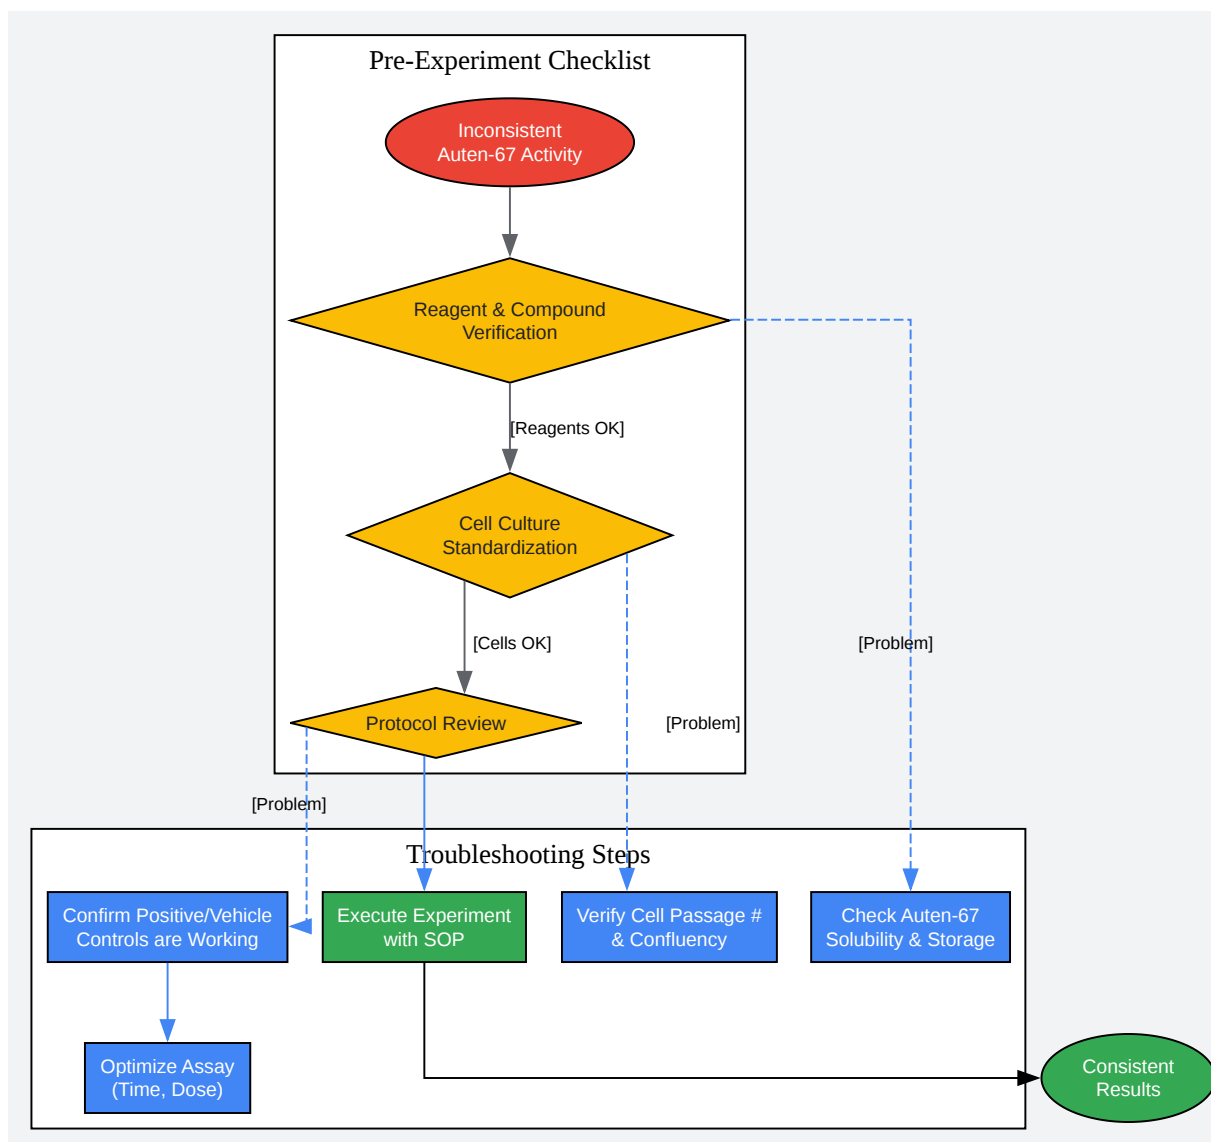 Pre-Experiment Checklist
Inconsistent
Auten-67 Activity
Reagent & Compound
Verification
[Reagents OK]
Cell Culture
Standardization
[Cells OK]
[Problem]
Protocol Review
[Problem]
[Problem]
Troubleshooting Steps
Confirm Positive/Vehicle
Controls are Working
Execute Experiment
with SOP
Verify Cell Passage #
& Confluency
Check Auten-67
Solubility & Storage
Optimize Assay
(Time, Dose)
Consistent
Results